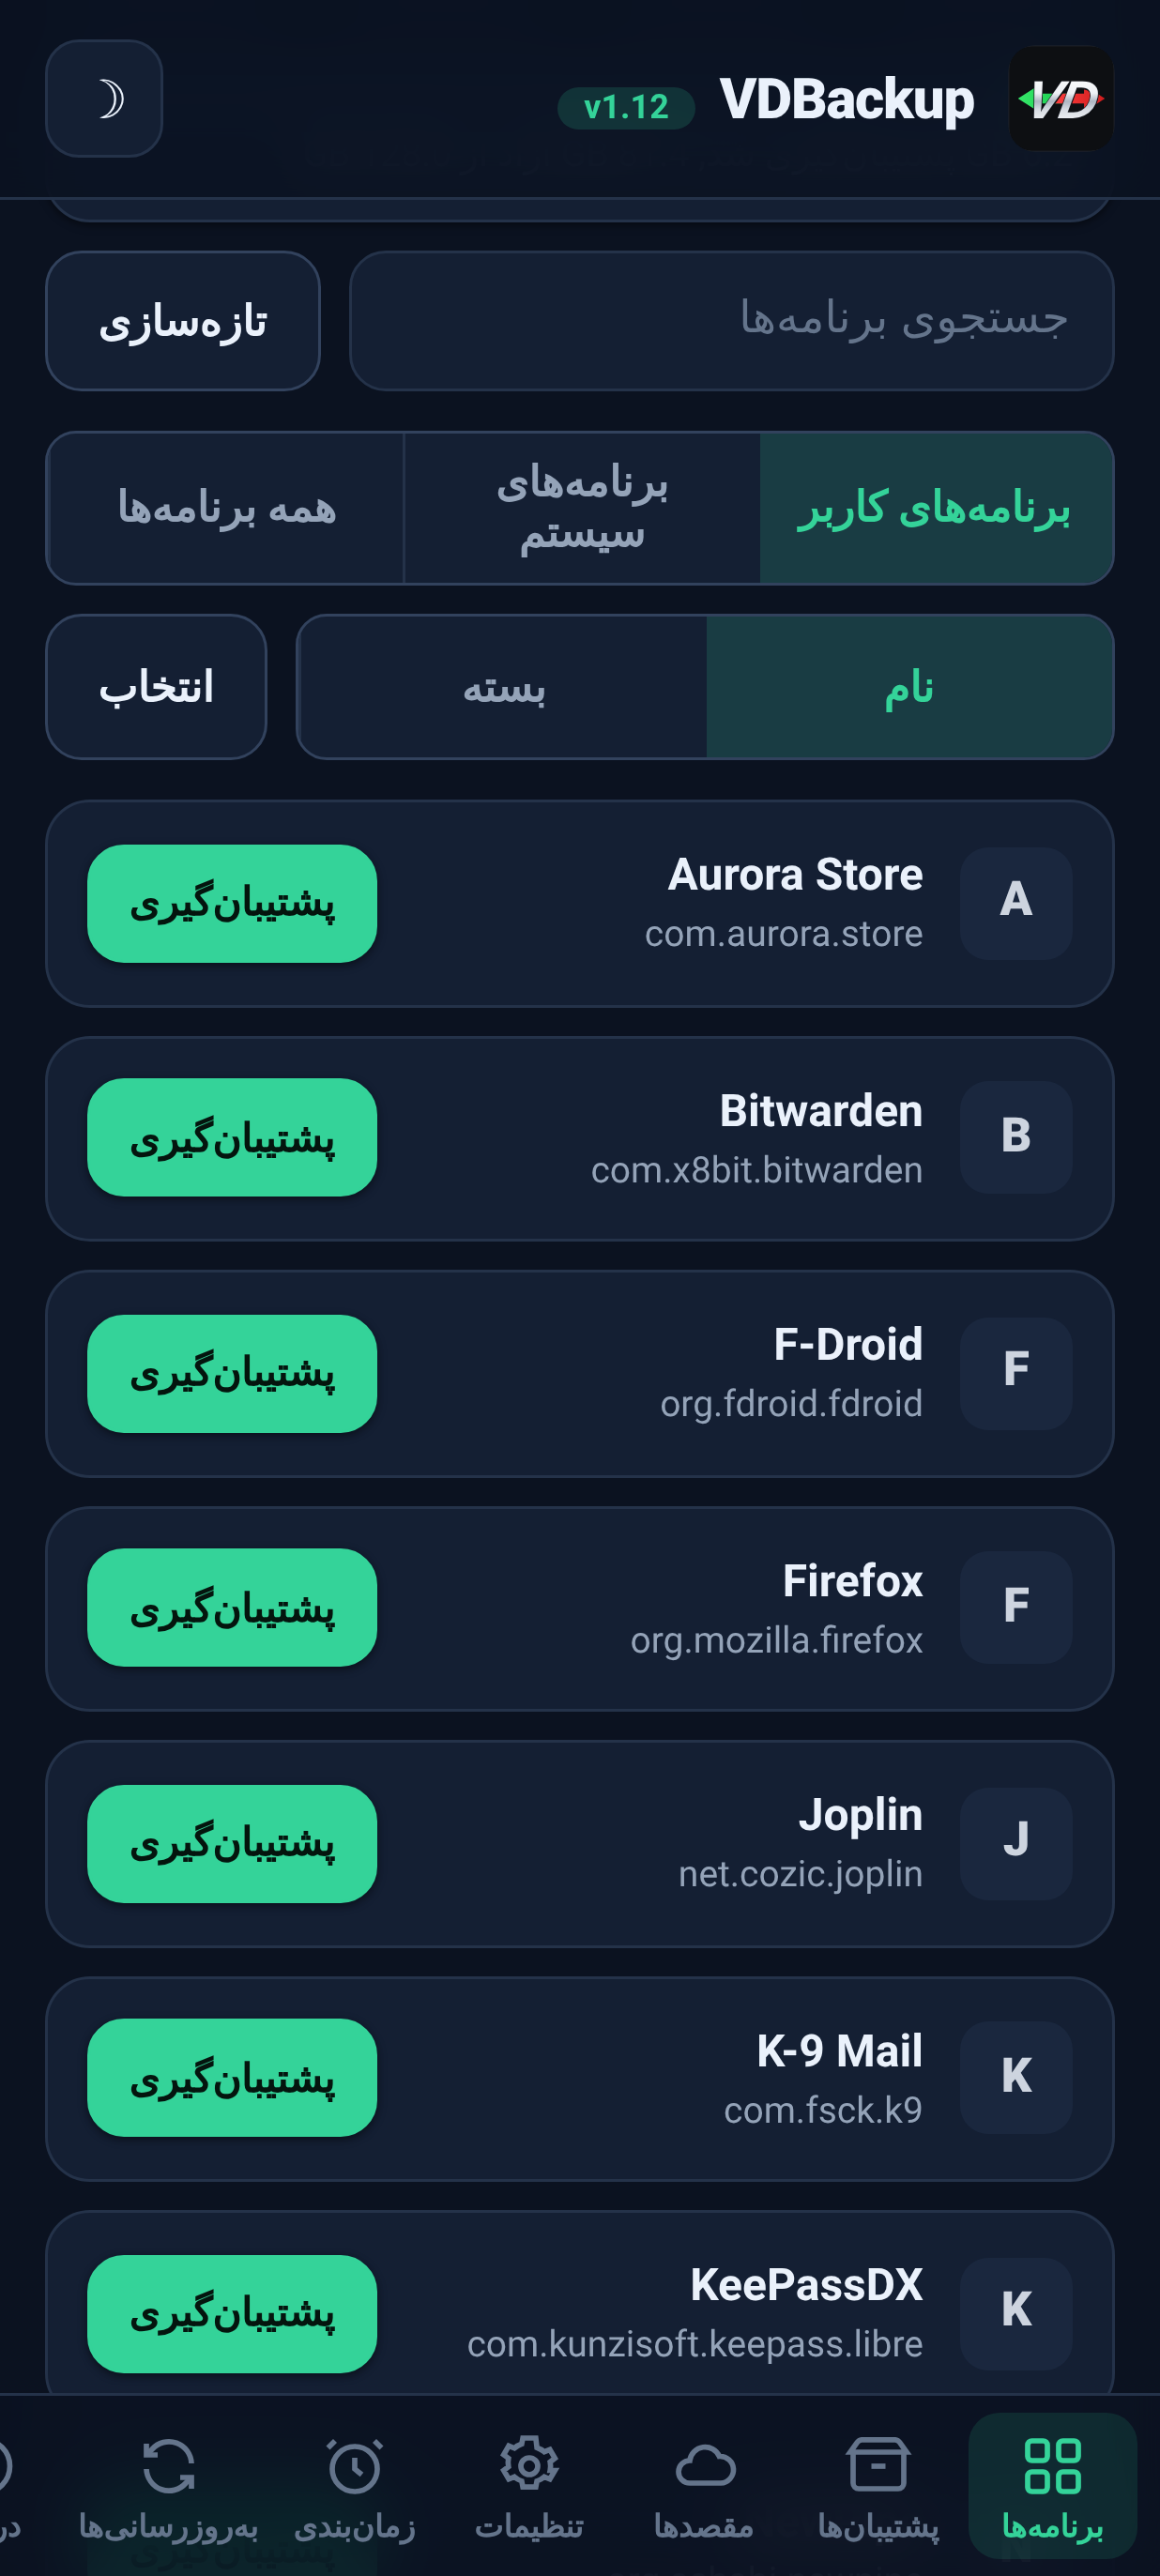 VDBackup v1.12
جستجوی برنامه‌ها
تازه‌سازی
برنامه‌های کاربر
برنامه‌های
سیستم
همه برنامه‌ها
نام
بسته
انتخاب
A
Aurora Store
com.aurora.store
پشتیبان‌گیری
B
Bitwarden
com.x8bit.bitwarden
پشتیبان‌گیری
F
F-Droid
org.fdroid.fdroid
پشتیبان‌گیری
F
Firefox
org.mozilla.firefox
پشتیبان‌گیری
J
Joplin
net.cozic.joplin
پشتیبان‌گیری
K
K-9 Mail
com.fsck.k9
پشتیبان‌گیری
K
KeePassDX
com.kunzisoft.keepass.libre
پشتیبان‌گیری
برنامه‌ها
پشتیبان‌ها
مقصدها
تنظیمات
زمان‌بندی
به‌روزرسانی‌ها